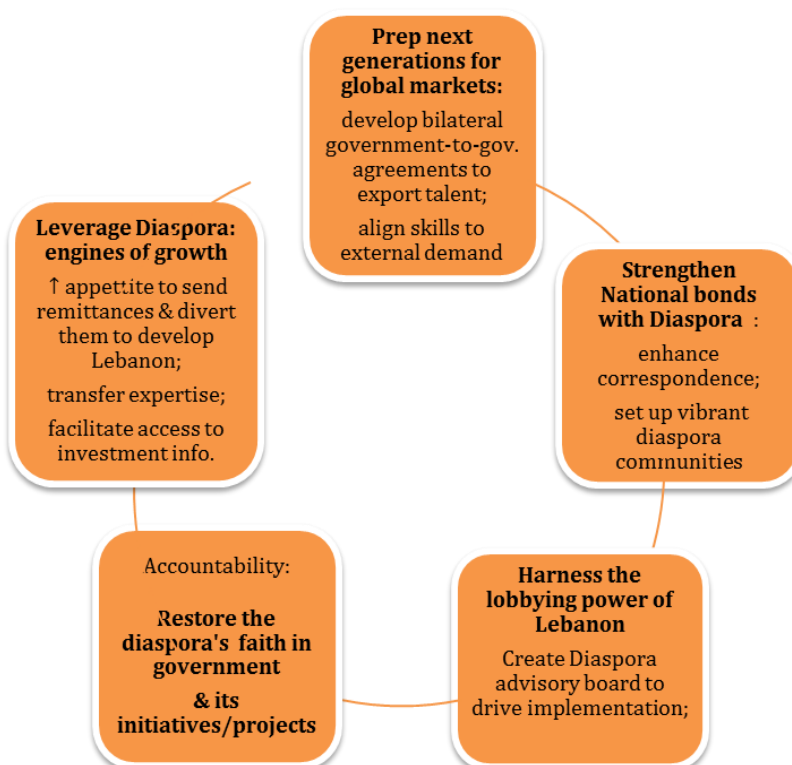 Prep next
generations for
global markets:
develop bilateral
government-to-gov.
agreements to
export talent;
align skills to
external demand
Strengthen
National bonds
with Diaspora :
enhance
correspondence;
set up vibrant
diaspora
communities
Harness the
lobbying power of
Lebanon
Create Diaspora
advisory board to
drive implementation;
Accountability:
Restore the
diaspora's faith in
government
& its
initiatives/projects
Leverage Diaspora:
engines of growth
↑ appetite to send
remittances & divert
them to develop
Lebanon;
transfer expertise;
facilitate access to
investment info.